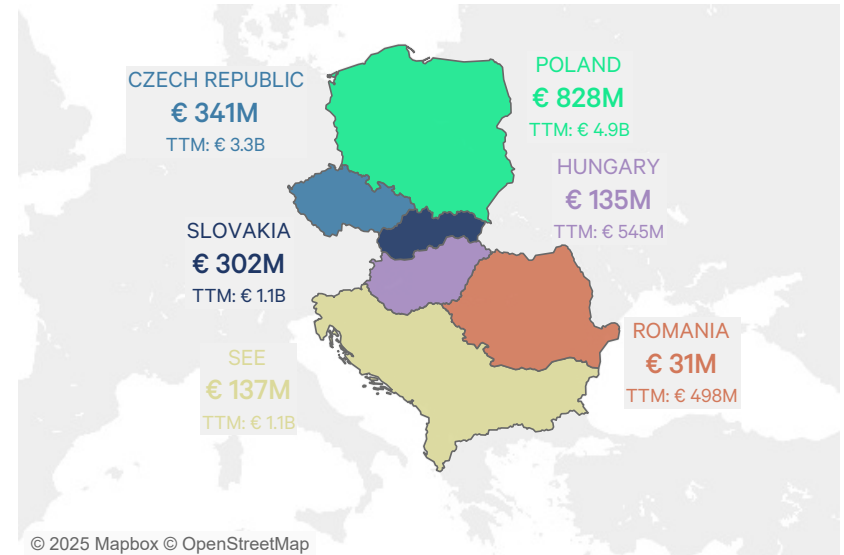 CZECH REPUBLIC
€ 341M
TTM: € 3.3B
POLAND
€ 828M
TTM: € 4.9B
HUNGARY
€ 135M
TTM: € 545M
SLOVAKIA
€ 302M
TTM: € 1.1B
ROMANIA
€ 31M
TTM: € 498M
SEE
€ 137M
TTM: € 1.1B
© 2025 Mapbox © OpenStreetMap